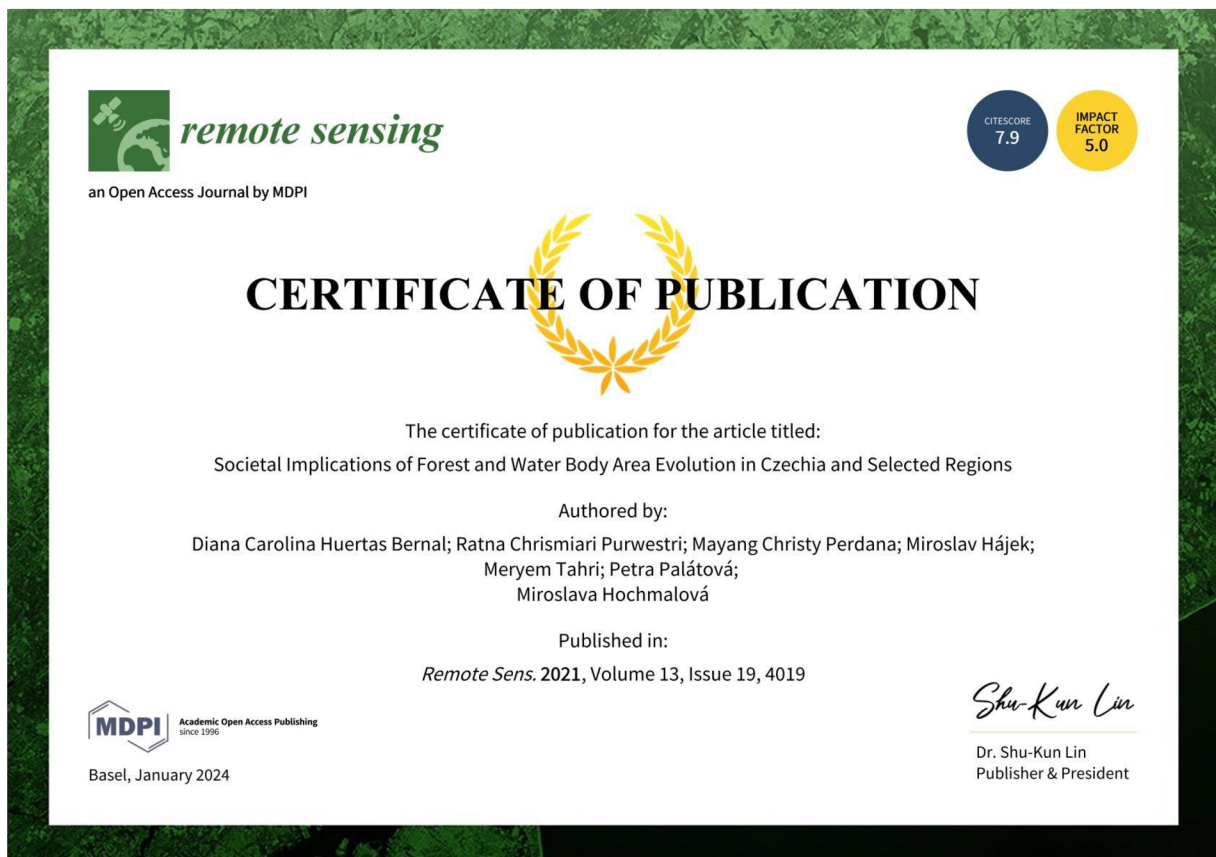 remote sensing
an Open Access Journal by MDPI
CITESCORE
7.9
IMPACT
FACTOR
5.0
CERTIFICATE OF PUBLICATION
The certificate of publication for the article titled:
Societal Implications of Forest and Water Body Area Evolution in Czechia and Selected Regions
Authored by:
Diana Carolina Huertas Bernal; Ratna Chrismiari Purwestri; Mayang Christy Perdana; Miroslav Hájek;
Meryem Tahri; Petra Palátová;
Miroslava Hochmalová
Published in:
Remote Sens. 2021, Volume 13, Issue 19, 4019
MDPI
Academic Open Access Publishing
since 1996
Basel, January 2024
Shu-Kun Lin
Dr. Shu-Kun Lin
Publisher & President